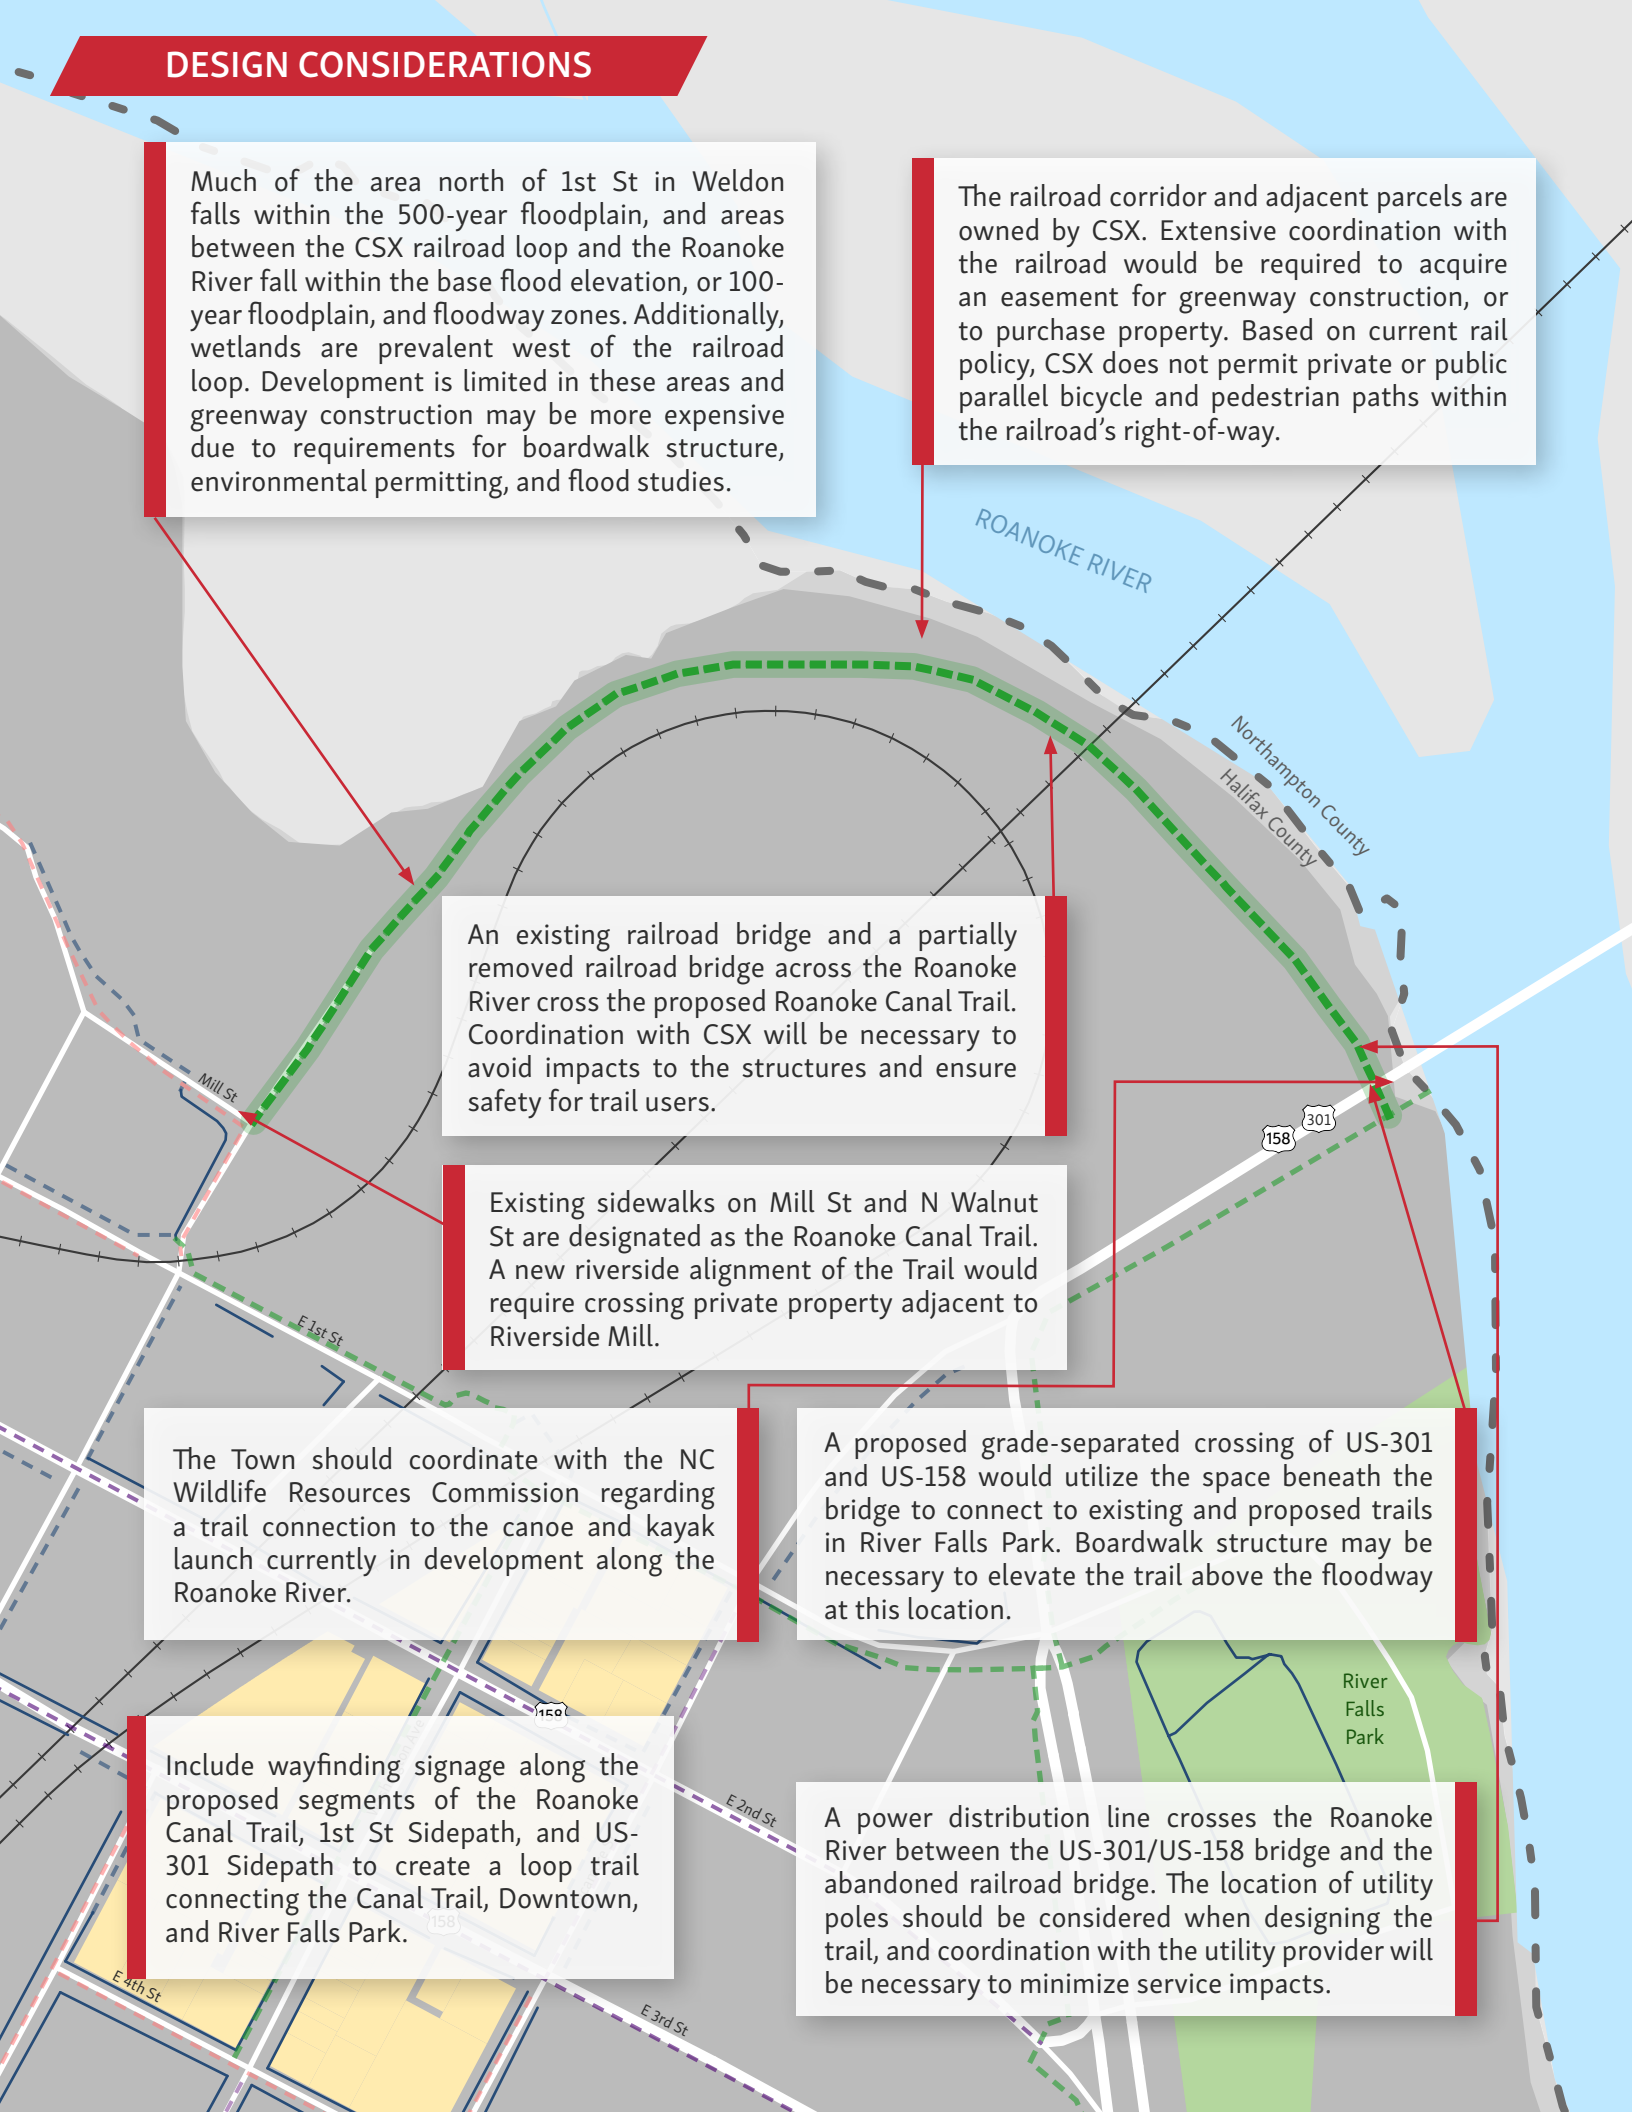 DESIGN CONSIDERATIONS
Much of the area north of 1st St in Weldon
falls within the 500-year floodplain, and areas
between the CSX railroad loop and the Roanoke
River fall within the base flood elevation, or 100-
year floodplain, and floodway zones. Additionally,
wetlands are prevalent west of the railroad
loop. Development is limited in these areas and
greenway construction may be more expensive
due to requirements for boardwalk structure,
environmental permitting, and flood studies.
The railroad corridor and adjacent parcels are
owned by CSX. Extensive coordination with
the railroad would be required to acquire
an easement for greenway construction, or
to purchase property. Based on current rail
policy, CSX does not permit private or public
parallel bicycle and pedestrian paths within
the railroad's right-of-way.
ROANOKE RIVER
Northampton County
Halifax County
An existing railroad bridge and a partially
removed railroad bridge across the Roanoke
River cross the proposed Roanoke Canal Trail.
Coordination with CSX will be necessary to
avoid impacts to the structures and ensure
safety for trail users.
Mill St
301
158
Existing sidewalks on Mill St and N Walnut
St are designated as the Roanoke Canal Trail.
A new riverside alignment of the Trail would
require crossing private property adjacent to
Riverside Mill.
E 1st St
The Town should coordinate with the NC
Wildlife Resources Commission regarding
a trail connection to the canoe and kayak
launch currently in development along the
Roanoke River.
A proposed grade-separated crossing of US-301
and US-158 would utilize the space beneath the
bridge to connect to existing and proposed trails
in River Falls Park. Boardwalk structure may be
necessary to elevate the trail above the floodway
at this location.
River
Falls
Park
158
Include wayfinding signage along the
proposed segments of the Roanoke
Canal Trail, 1st St Sidepath, and US-
301 Sidepath to create a loop trail
connecting the Canal Trail, Downtown,
and River Falls Park.
158
E 2nd St
A power distribution line crosses the Roanoke
River between the US-301/US-158 bridge and the
abandoned railroad bridge. The location of utility
poles should be considered when designing the
trail, and coordination with the utility provider will
be necessary to minimize service impacts.
E 4th St
E 3rd St